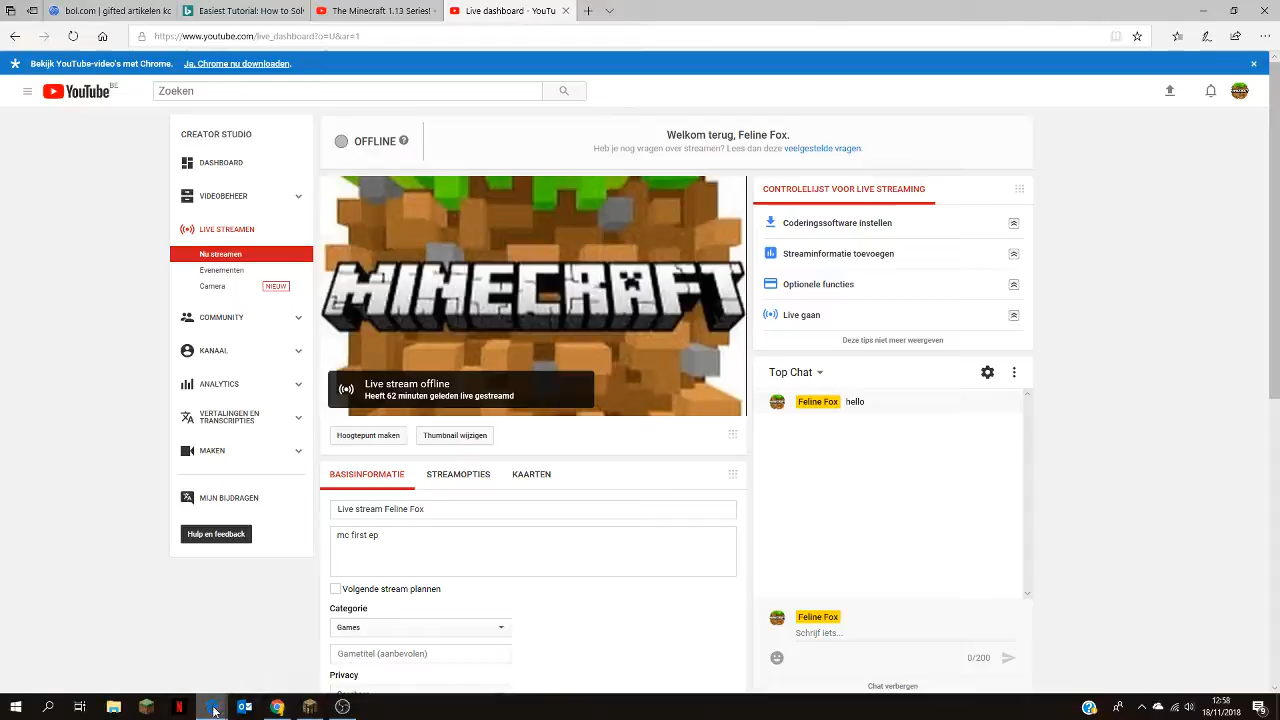 bol.com | gifted artikelen ko
Easiest Tutorial: How to Sol
The Minecraft 1.13 Series!
Live dashboard - YouTu
https://www.youtube.com/live_dashboard?o=U&ar=1
Bekijk YouTube-video's met Chrome. Ja, Chrome nu downloaden.
YouTube BE
Zoeken
CREATOR STUDIO
DASHBOARD
VIDEOBEHEER
LIVE STREAMEN
Nu streamen
Evenementen
Camera NIEUW
COMMUNITY
KANAAL
ANALYTICS
VERTALINGEN EN
TRANSCRIPTIES
MAKEN
MIJN BIJDRAGEN
Hulp en feedback
OFFLINE ?
Welkom terug, Feline Fox.
Heb je nog vragen over streamen? Lees dan deze veelgestelde vragen.
MINECRAFT
Live stream offline
Heeft 62 minuten geleden live gestreamd
Hoogtepunt maken
Thumbnail wijzigen
BASISINFORMATIE
STREAMOPTIES
KAARTEN
Live stream Feline Fox
mc first ep
Volgende stream plannen
Categorie
Games
Gametitel (aanbevolen)
Privacy
CONTROLELIJST VOOR LIVE STREAMING
Coderingssoftware instellen
Streaminformatie toevoegen
Optionele functies
Live gaan
Deze tips niet meer weergeven
Top Chat
Feline Fox hello
Feline Fox
Schrijf iets...
0/200
Chat verbergen
12:58
18/11/2018